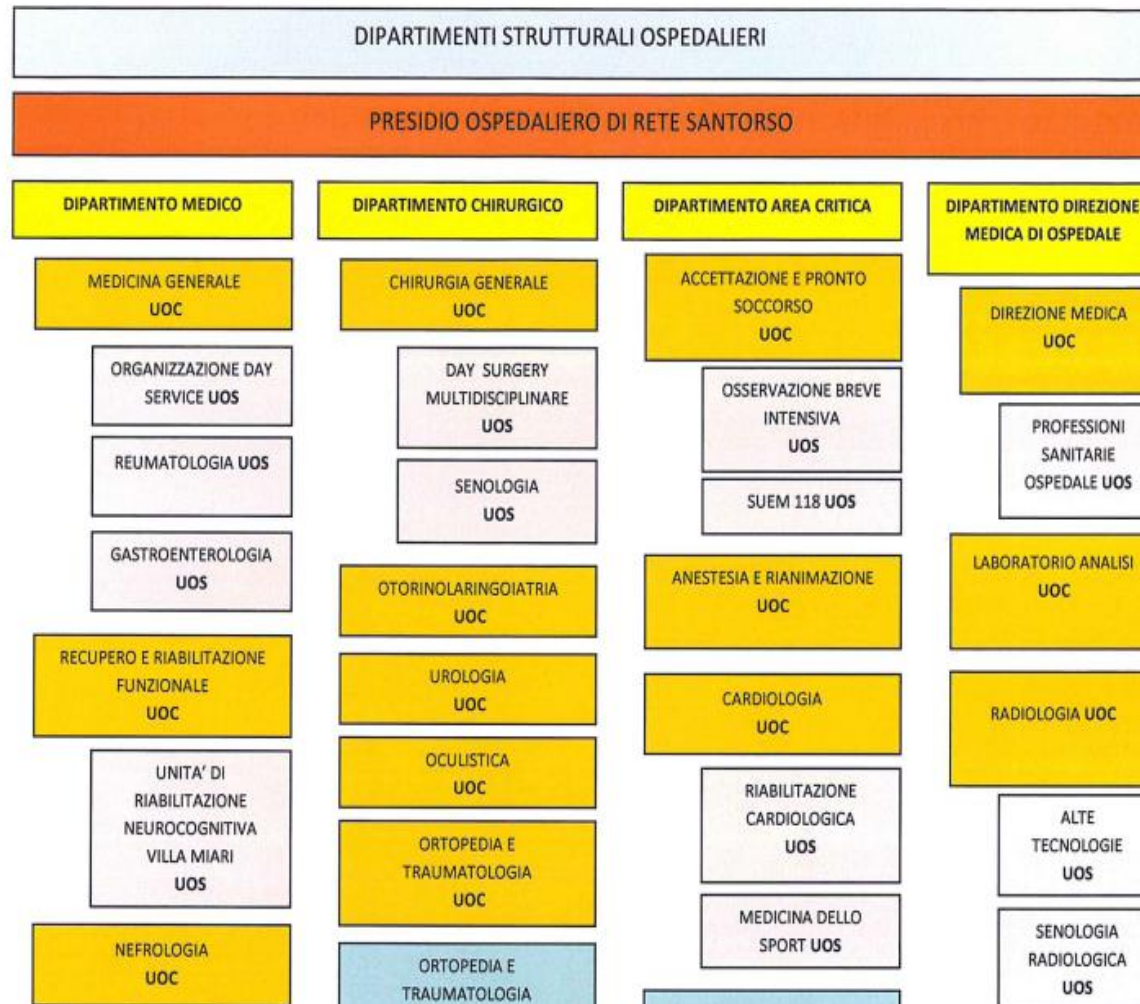 DIPARTIMENTI STRUTTURALI OSPEDALIERI
PRESIDIO OSPEDALIERO DI RETE SANTORSO
DIPARTIMENTO MEDICO
MEDICINA GENERALE
UOC
ORGANIZZAZIONE DAY
SERVICE UOS
REUMATOLOGIA UOS
GASTROENTEROLOGIA
UOS
RECUPERO E RIABILITAZIONE
FUNZIONALE
UOC
UNITA’ DI
RIABILITAZIONE
NEUROCOGNITIVA
VILLA MIARI
UOS
NEFROLOGIA
UOC
DIPARTIMENTO CHIRURGICO
CHIRURGIA GENERALE
UOC
DAY SURGERY
MULTIDISCIPLINARE
UOS
SENOLOGIA
UOS
OTORINOLARINGOIATRIA
UOC
UROLOGIA
UOC
OCULISTICA
UOC
ORTOPEDIA E
TRAUMATOLOGIA
UOC
ORTOPEDIA E
TRAUMATOLOGIA
DIPARTIMENTO AREA CRITICA
ACCETTAZIONE E PRONTO
SOCCORSO
UOC
OSSERVAZIONE BREVE
INTENSIVA
UOS
SUEM 118 UOS
ANESTESIA E RIANIMAZIONE
UOC
CARDIOLOGIA
UOC
RIABILITAZIONE
CARDIOLOGICA
UOS
MEDICINA DELLO
SPORT UOS
DIPARTIMENTO DIREZIONE
MEDICA DI OSPEDALE
DIREZIONE MEDICA
UOC
PROFESSIONI
SANITARIE
OSPEDALE UOS
LABORATORIO ANALISI
UOC
RADIOLOGIA UOC
ALTE
TECNOLOGIE
UOS
SENOLOGIA
RADIOLOGICA
UOS